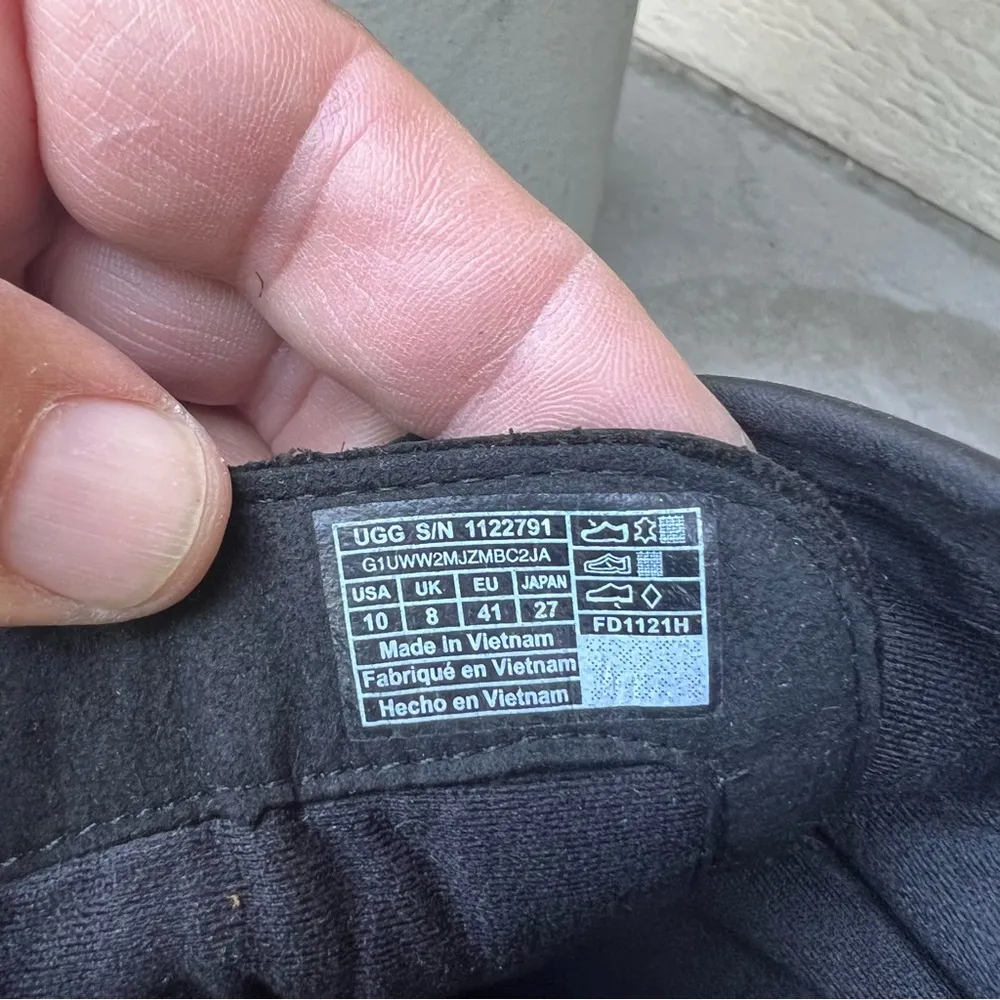 UGG S/N 1122791
G1UWW2MJZMBC2JA
USA UK EU JAPAN
10 8 41 27
Made in Vietnam
Fabriqué en Vietnam
Hecho en Vietnam
FD1121H